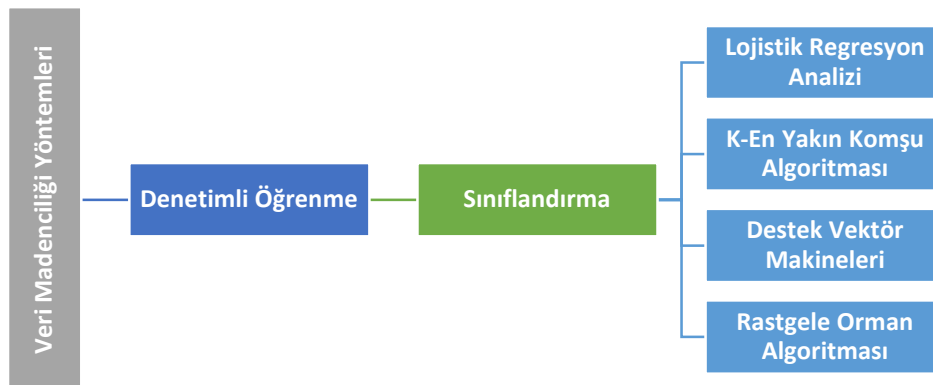 Veri Madenciliği Yöntemleri
Denetimli Öğrenme
Sınıflandırma
Lojistik Regresyon
Analizi
K-En Yakın Komşu
Algoritması
Destek Vektör
Makineleri
Rastgele Orman
Algoritması